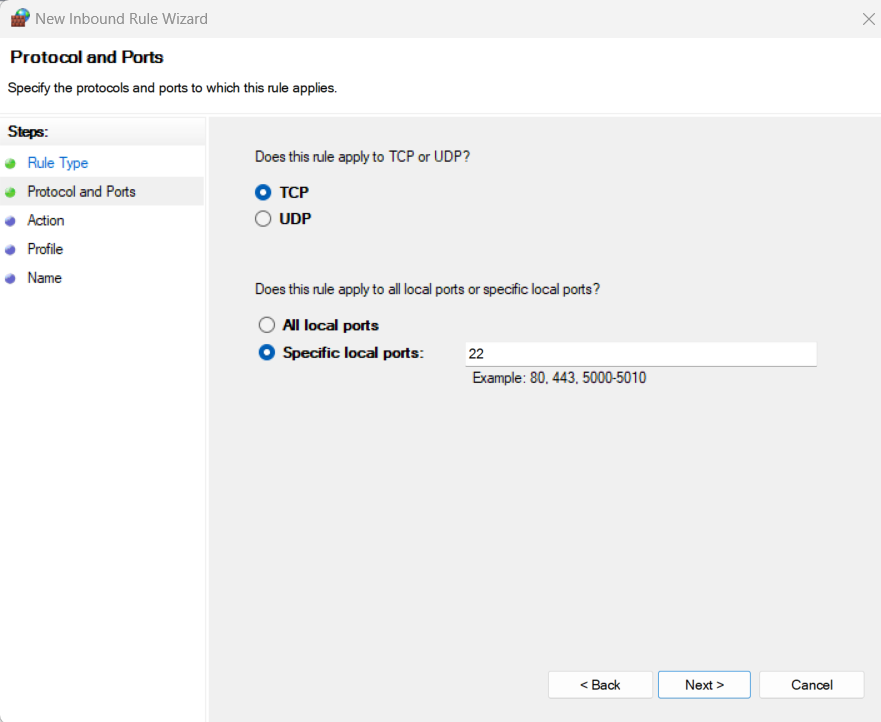 New Inbound Rule Wizard
Protocol and Ports
Specify the protocols and ports to which this rule applies.
Steps:
Rule Type
Protocol and Ports
Action
Profile
Name
Does this rule apply to TCP or UDP?
TCP
UDP
Does this rule apply to all local ports or specific local ports?
All local ports
Specific local ports: 22
Example: 80, 443, 5000-5010
< Back Next > Cancel